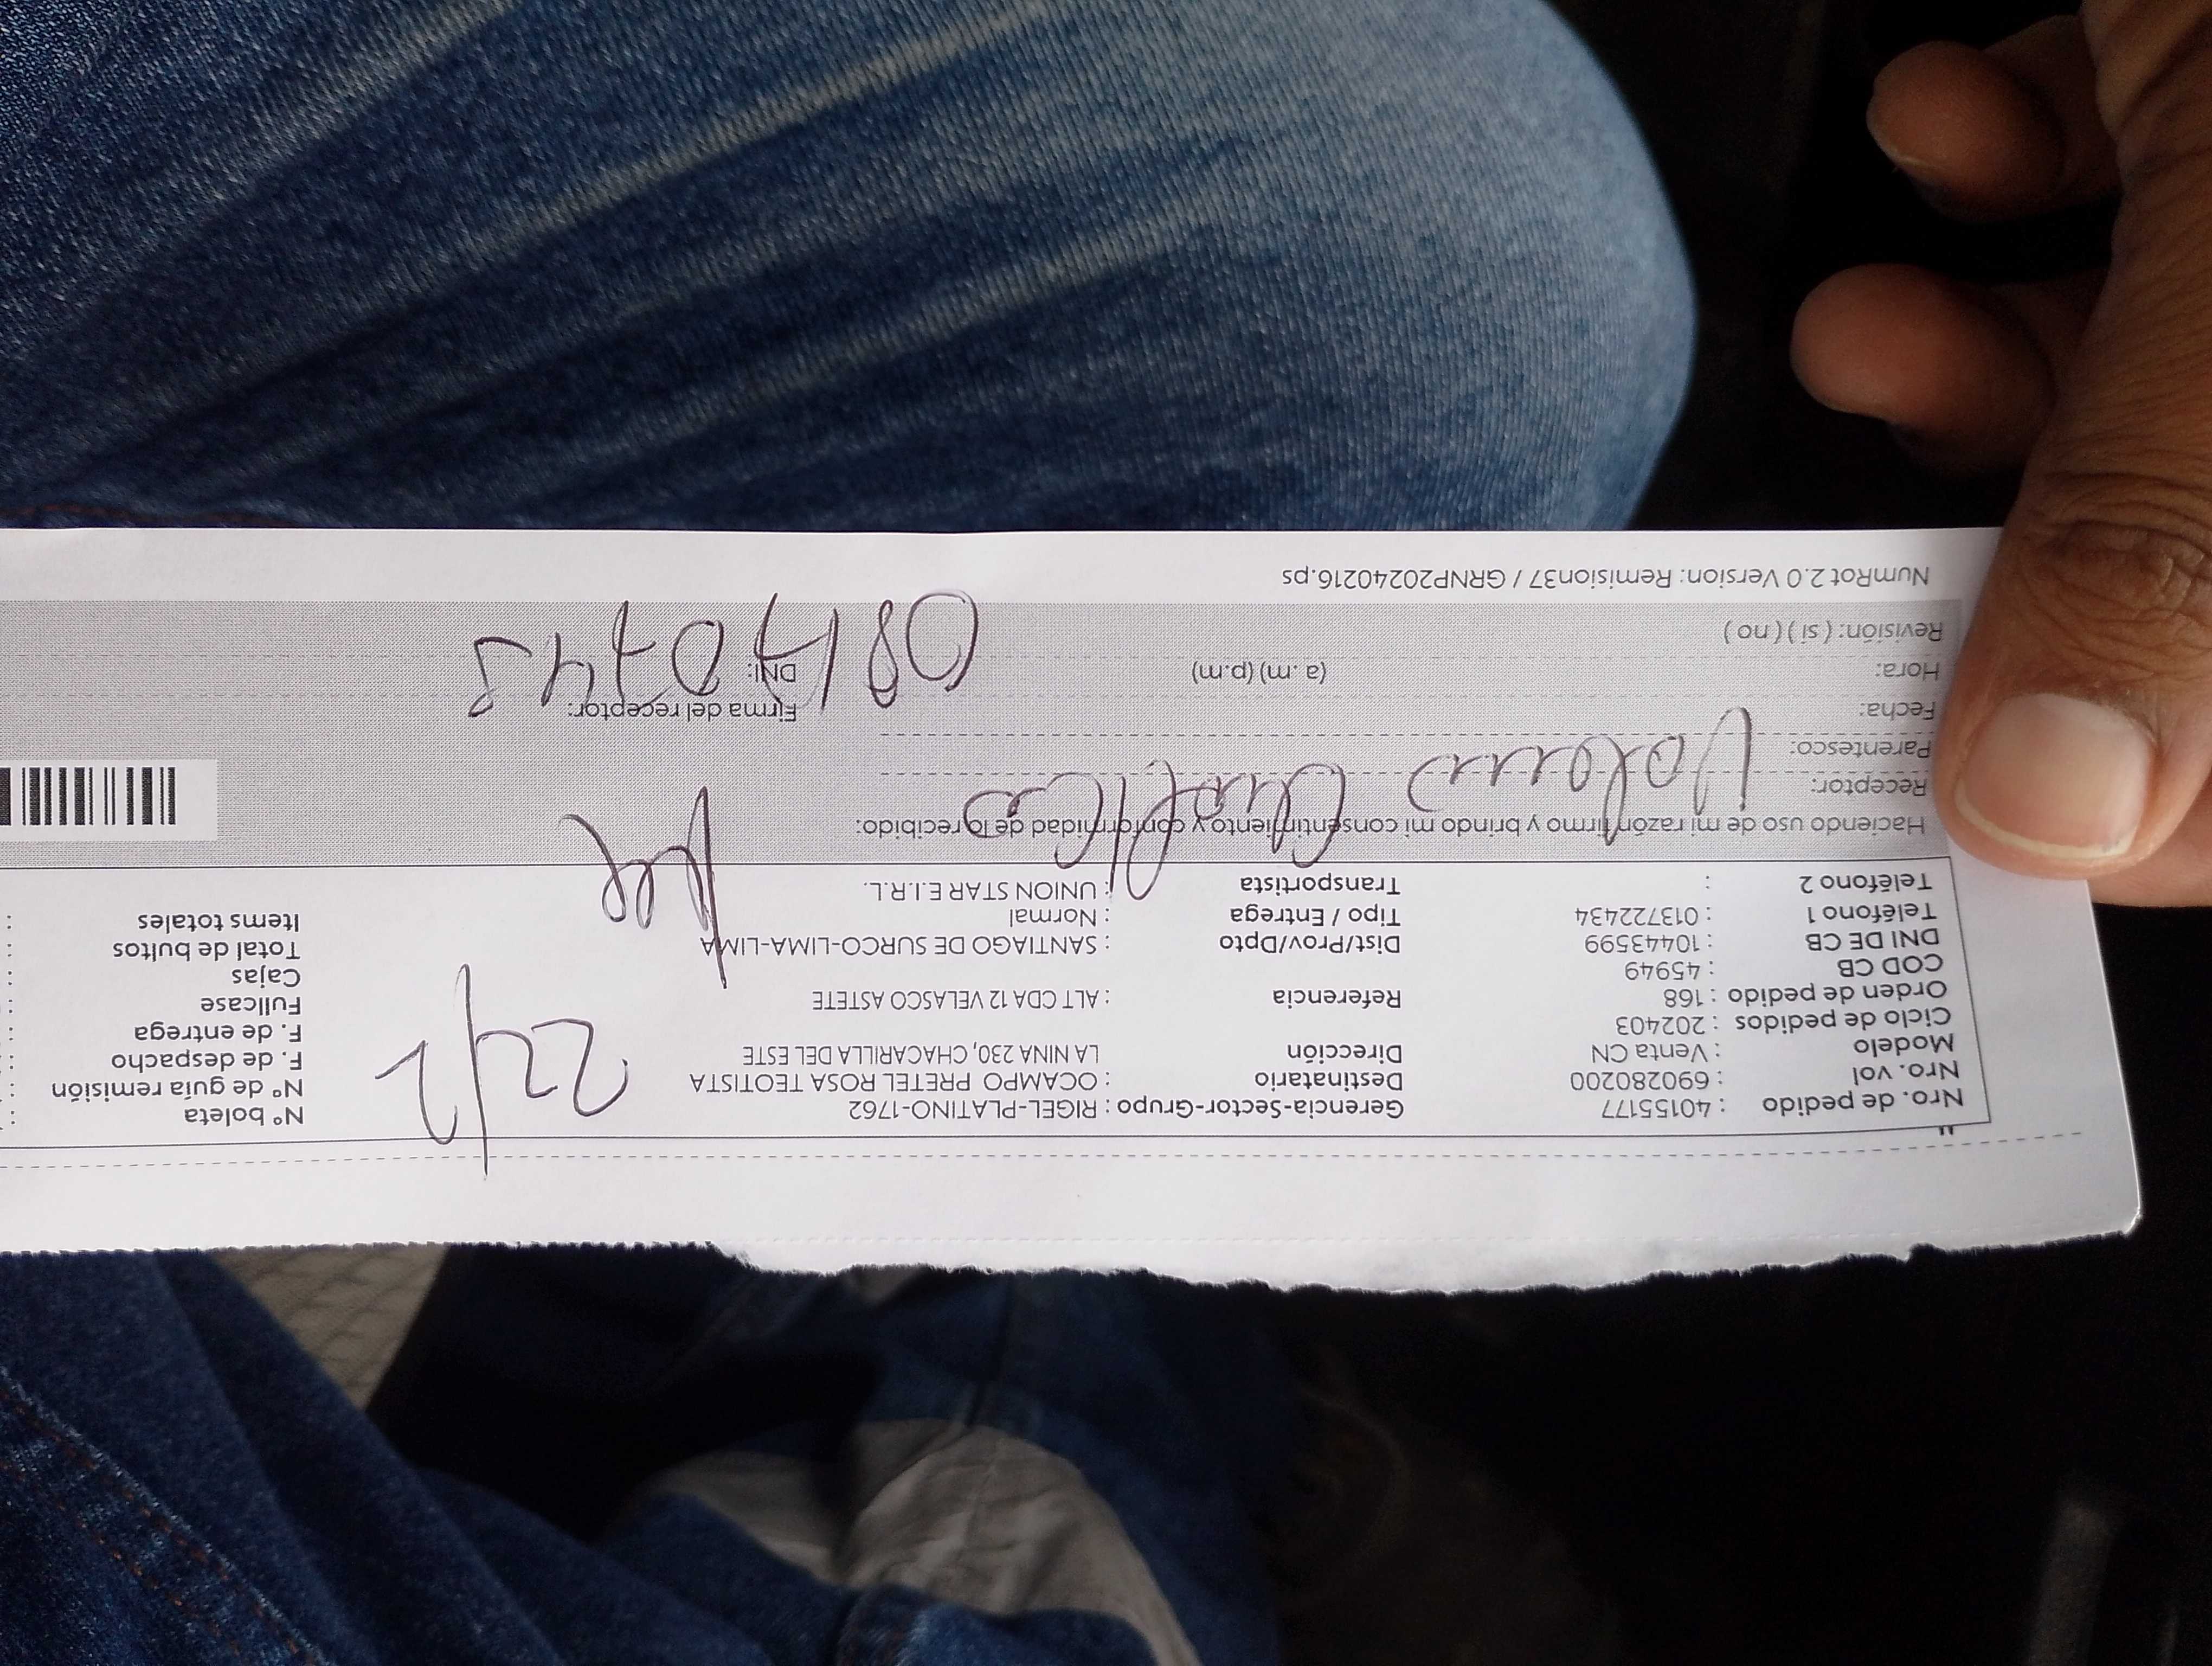 Nro. de pedido : 40155177 Gerencia-Sector-Grupo : RIGEL-PLATINO-1762 Nº boleta :
Nro. vol : 690280200 Destinatario : OCAMPO PRETEL ROSA TEOTISTA Nº de guía remisión :
Modelo : Venta CN Dirección LA NINA 230, CHACARILLA DEL ESTE F. de despacho :
Ciclo de pedidos : 202403 F. de entrega :
Orden de pedido : 168 Referencia : ALT CDA 12 VELASCO ASTETE Fullcase :
COD CB : 45949 Cajas :
DNI DE CB : 10443599 Dist/Prov/Dpto : SANTIAGO DE SURCO-LIMA-LIMA Total de bultos :
Teléfono 1 : 013722434 Tipo / Entrega : Normal Items totales :
Teléfono 2 : Transportista : UNION STAR E.I.R.L.
22/2
Haciendo uso de mi razón firmo y brindo mi consentimiento y conformidad de lo recibido:
Receptor:
Parentesco:
Fecha: Firma del receptor:
Hora: (a. m) (p.m) DNI:
Revisión: ( si ) ( no )
NumRot 2.0 Version: Remision37 / GRNP20240216.ps